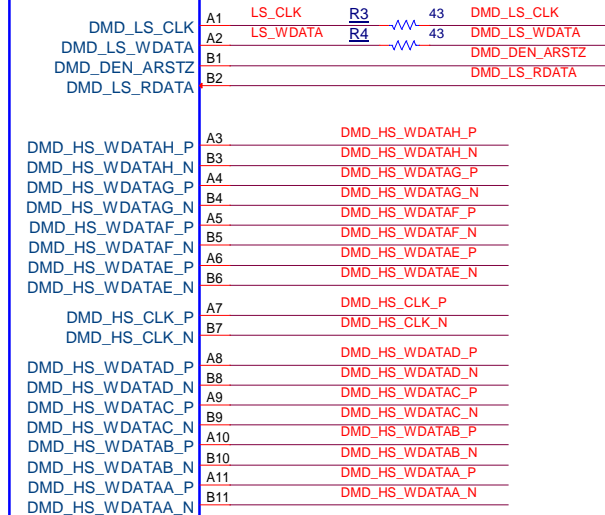 DMD_LS_CLK A1 LS_CLK R3 43 DMD_LS_CLK
DMD_LS_WDATA A2 LS_WDATA R4 43 DMD_LS_WDATA
DMD_DEN_ARSTZ B1 DMD_DEN_ARSTZ
DMD_LS_RDATA B2 DMD_LS_RDATA
DMD_HS_WDATAH_P A3 DMD_HS_WDATAH_P
DMD_HS_WDATAH_N B3 DMD_HS_WDATAH_N
DMD_HS_WDATAG_P A4 DMD_HS_WDATAG_P
DMD_HS_WDATAG_N B4 DMD_HS_WDATAG_N
DMD_HS_WDATAF_P A5 DMD_HS_WDATAF_P
DMD_HS_WDATAF_N B5 DMD_HS_WDATAF_N
DMD_HS_WDATAE_P A6 DMD_HS_WDATAE_P
DMD_HS_WDATAE_N B6 DMD_HS_WDATAE_N
DMD_HS_CLK_P A7 DMD_HS_CLK_P
DMD_HS_CLK_N B7 DMD_HS_CLK_N
DMD_HS_WDATAD_P A8 DMD_HS_WDATAD_P
DMD_HS_WDATAD_N B8 DMD_HS_WDATAD_N
DMD_HS_WDATAC_P A9 DMD_HS_WDATAC_P
DMD_HS_WDATAC_N B9 DMD_HS_WDATAC_N
DMD_HS_WDATAB_P A10 DMD_HS_WDATAB_P
DMD_HS_WDATAB_N B10 DMD_HS_WDATAB_N
DMD_HS_WDATAA_P A11 DMD_HS_WDATAA_P
DMD_HS_WDATAA_N B11 DMD_HS_WDATAA_N